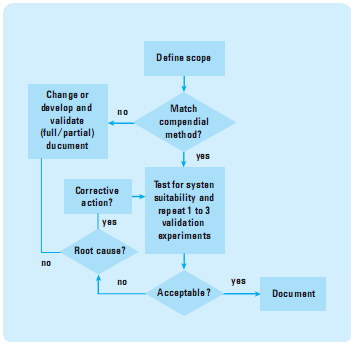 Define scope
Change or
develop and
validate
(full/partial)
ducument
no
Match
compendial
method?
yes
Corrective
action?
Test for systen
suitability and
repeat 1 to 3
validation
experiments
yes
Root cause?
no
no
Acceptable?
yes
Document